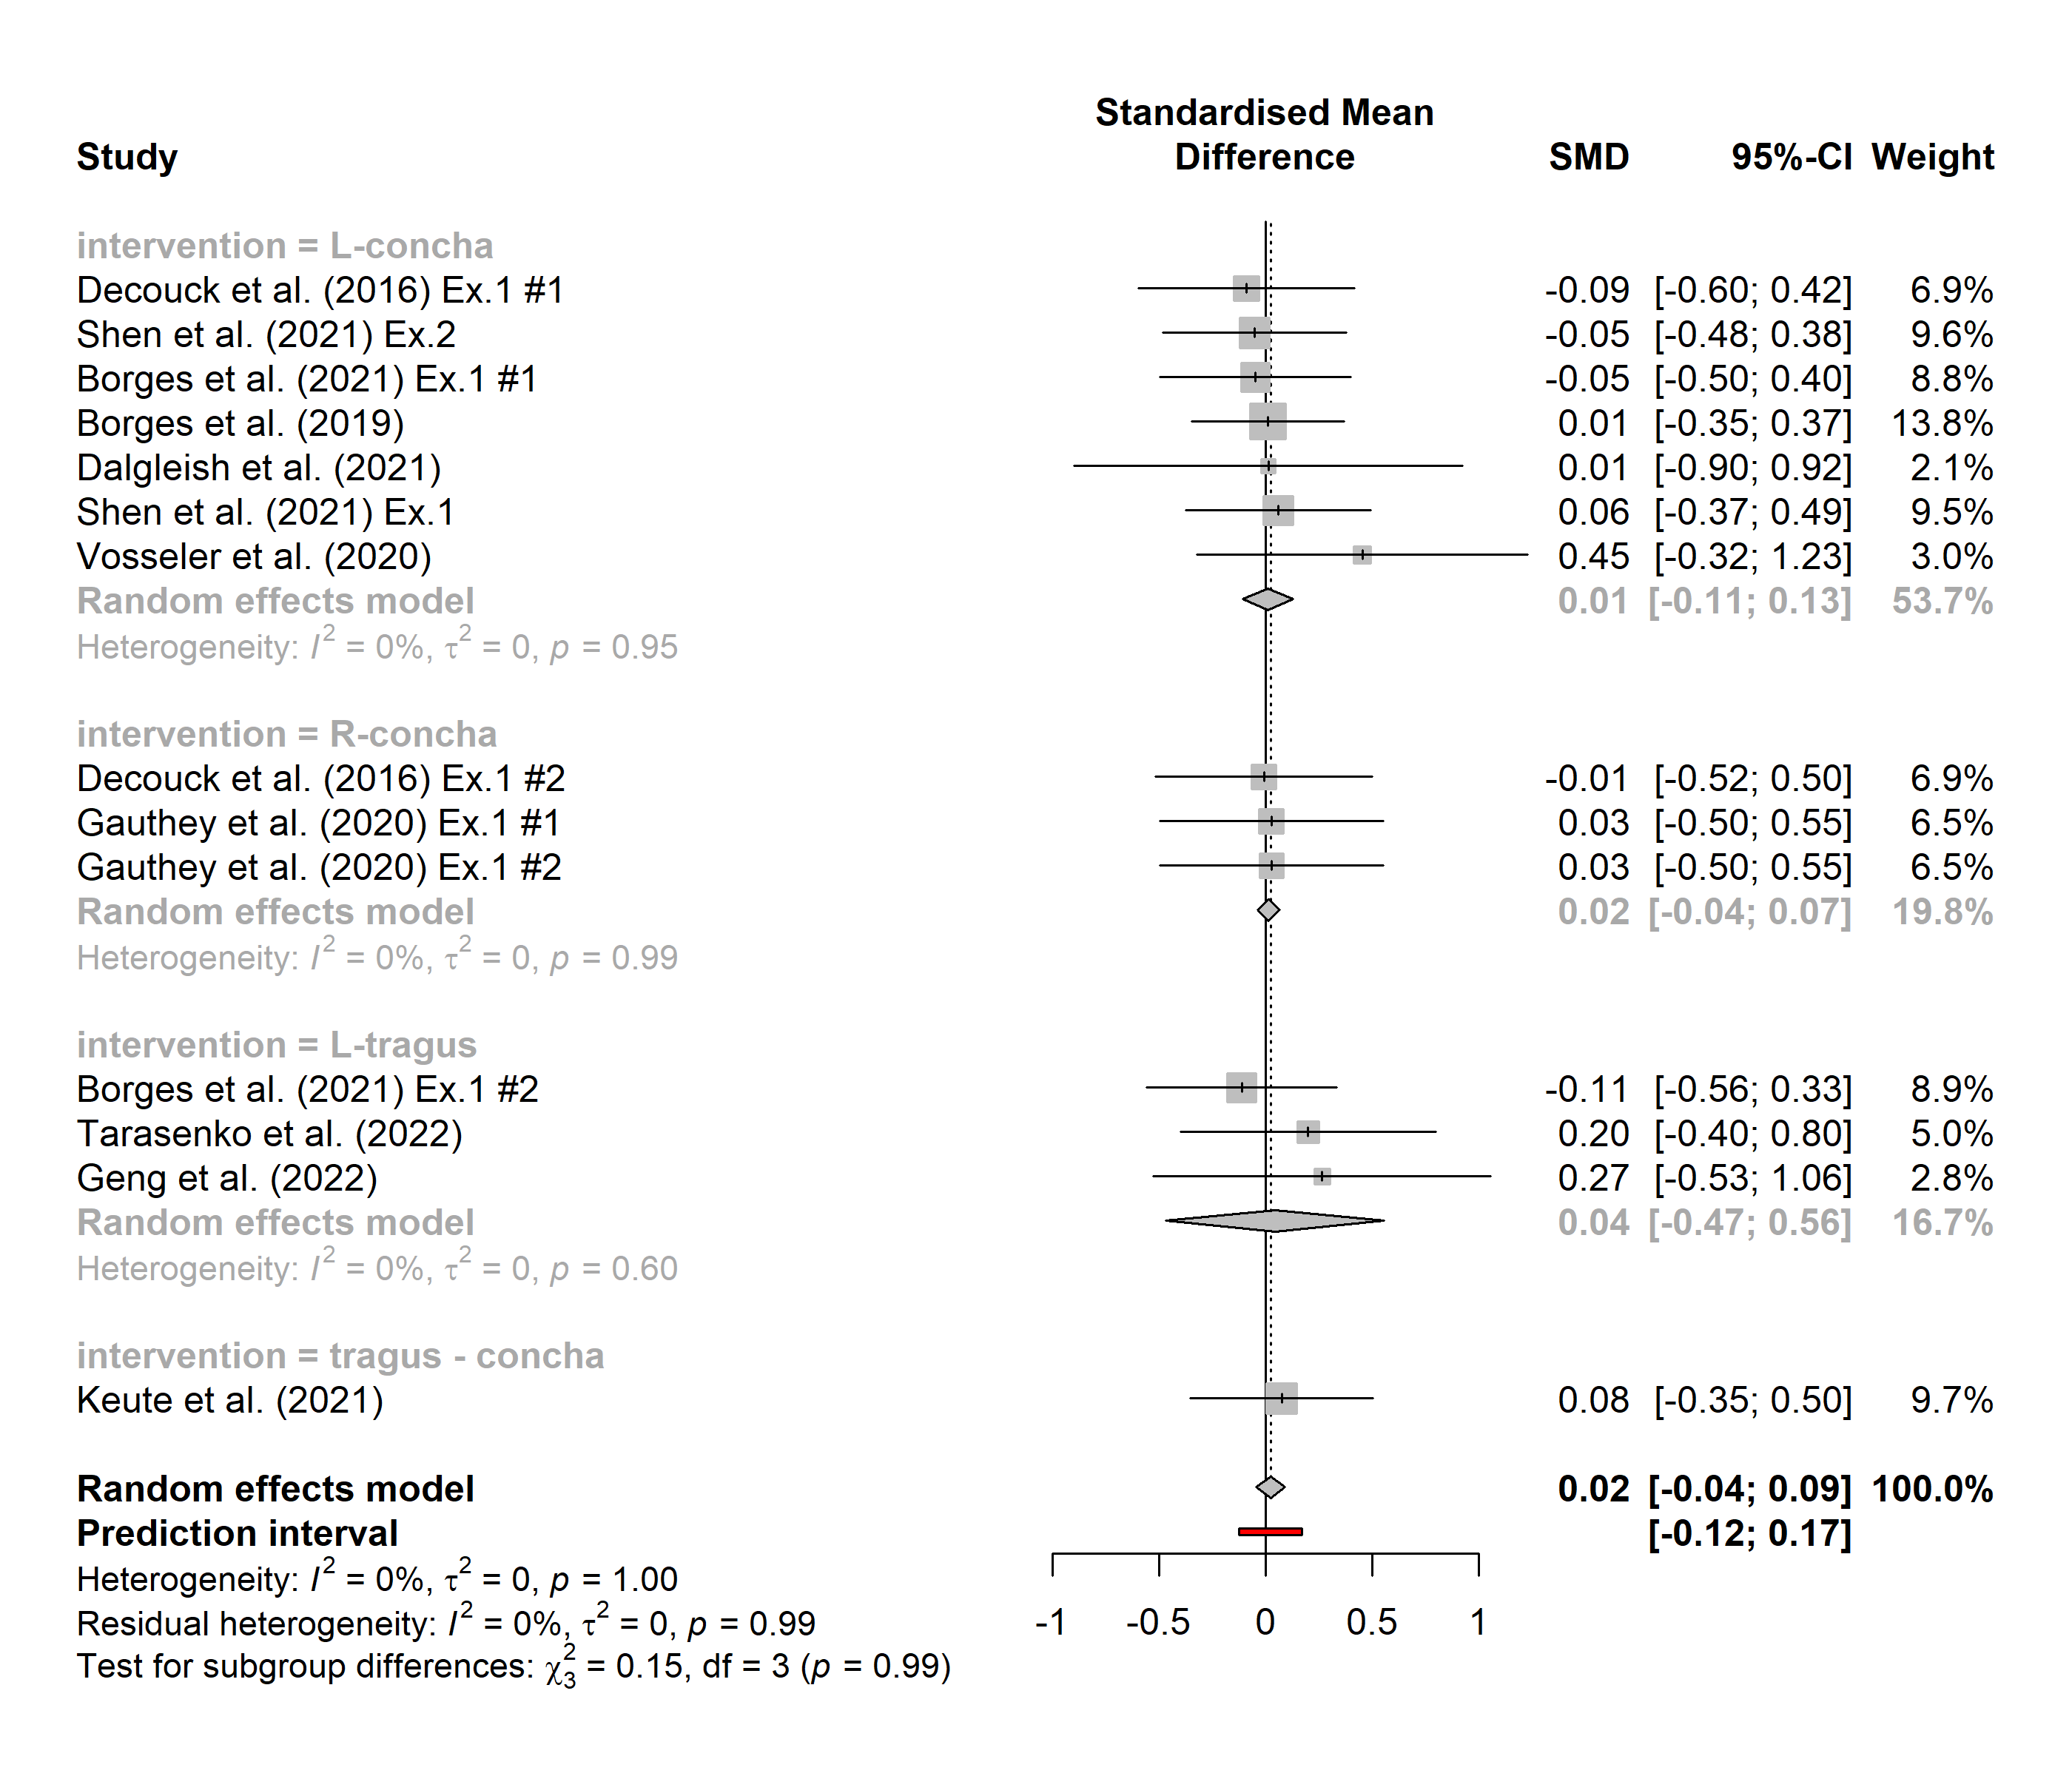 Standardised Mean
Study Difference SMD 95%-CI Weight
intervention = L-concha
Decouck et al. (2016) Ex.1 #1 -0.09 [-0.60; 0.42] 6.9%
Shen et al. (2021) Ex.2 -0.05 [-0.48; 0.38] 9.6%
Borges et al. (2021) Ex.1 #1 -0.05 [-0.50; 0.40] 8.8%
Borges et al. (2019) 0.01 [-0.35; 0.37] 13.8%
Dalgleish et al. (2021) 0.01 [-0.90; 0.92] 2.1%
Shen et al. (2021) Ex.1 0.06 [-0.37; 0.49] 9.5%
Vosseler et al. (2020) 0.45 [-0.32; 1.23] 3.0%
Random effects model 0.01 [-0.11; 0.13] 53.7%
Heterogeneity: I² = 0%, τ² = 0, p = 0.95
intervention = R-concha
Decouck et al. (2016) Ex.1 #2 -0.01 [-0.52; 0.50] 6.9%
Gauthey et al. (2020) Ex.1 #1 0.03 [-0.50; 0.55] 6.5%
Gauthey et al. (2020) Ex.1 #2 0.03 [-0.50; 0.55] 6.5%
Random effects model 0.02 [-0.04; 0.07] 19.8%
Heterogeneity: I² = 0%, τ² = 0, p = 0.99
intervention = L-tragus
Borges et al. (2021) Ex.1 #2 -0.11 [-0.56; 0.33] 8.9%
Tarasenko et al. (2022) 0.20 [-0.40; 0.80] 5.0%
Geng et al. (2022) 0.27 [-0.53; 1.06] 2.8%
Random effects model 0.04 [-0.47; 0.56] 16.7%
Heterogeneity: I² = 0%, τ² = 0, p = 0.60
intervention = tragus - concha
Keute et al. (2021) 0.08 [-0.35; 0.50] 9.7%
Random effects model 0.02 [-0.04; 0.09] 100.0%
Prediction interval [-0.12; 0.17]
Heterogeneity: I² = 0%, τ² = 0, p = 1.00
Residual heterogeneity: I² = 0%, τ² = 0, p = 0.99
-1 -0.5 0 0.5 1
Test for subgroup differences: χ²₃ = 0.15, df = 3 (p = 0.99)